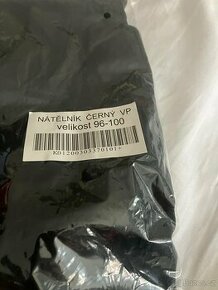 NÁTĚLNÍK ČERNÝ VP
velikost 96-100